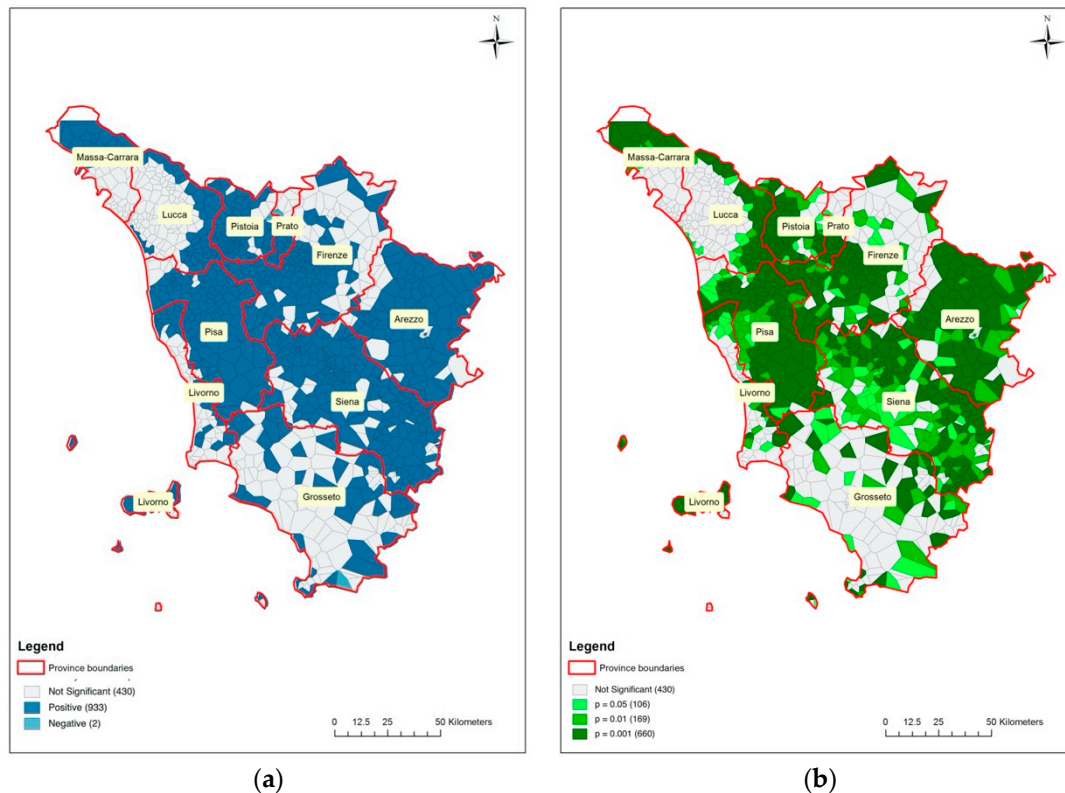 N
Massa-Carrara
Lucca
Pistoia
Prato
Firenze
Arezzo
Pisa
Livorno
Siena
Livorno
Grosseto
Legend
Province boundaries
Not Significant (430)
Positive (933)
Negative (2)
0 12.5 25 50 Kilometers
(a)
N
Massa-Carrara
Lucca
Pistoia
Prato
Firenze
Arezzo
Pisa
Livorno
Siena
Livorno
Grosseto
Legend
Province boundaries
Not Significant (430)
p = 0.05 (106)
p = 0.01 (169)
p = 0.001 (660)
0 12.5 25 50 Kilometers
(b)